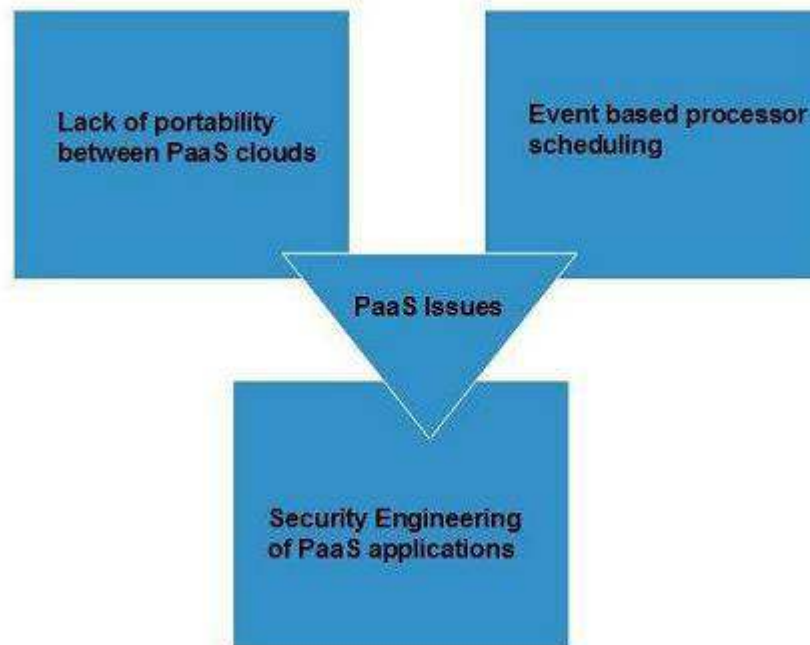 Lack of portability
between PaaS clouds
Event based processor
scheduling
PaaS Issues
Security Engineering
of PaaS applications